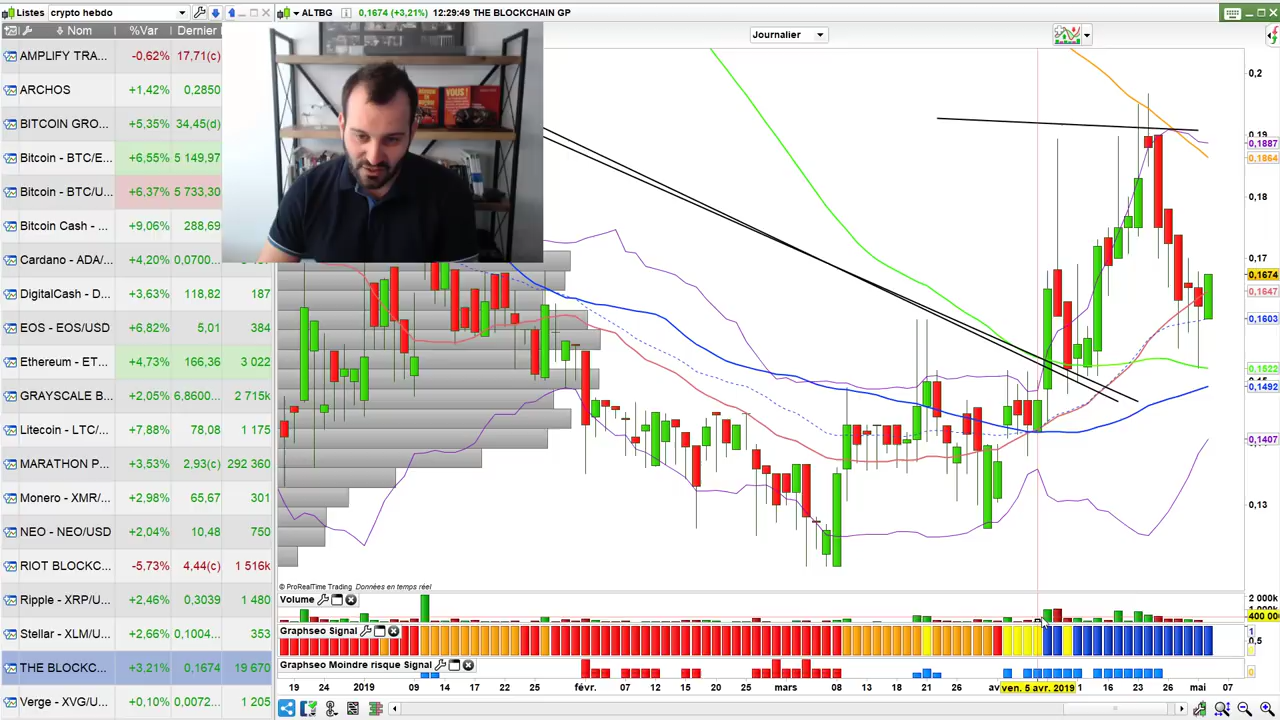 Listes crypto hebdo
Nom %Var Dernier
AMPLIFY TRA... -0,62% 17,71(c)
ARCHOS +1,42% 0,2850
BITCOIN GRO... +5,35% 34,45(d)
Bitcoin - BTC/E... +6,55% 5 149,97
Bitcoin - BTC/U... +6,37% 5 733,30
Bitcoin Cash - ... +9,06% 288,69
Cardano - ADA/... +4,20% 0,0700...
DigitalCash - D... +3,63% 118,82 187
EOS - EOS/USD +6,82% 5,01 384
Ethereum - ET... +4,73% 166,36 3 022
GRAYSCALE B... +2,05% 6,8600... 2 715k
Litecoin - LTC/... +7,88% 78,08 1 175
MARATHON P... +3,53% 2,93(c) 292 360
Monero - XMR/... +2,98% 65,67 301
NEO - NEO/USD +2,04% 10,48 750
RIOT BLOCKC... -5,73% 4,44(c) 1 516k
Ripple - XRP/U... +2,46% 0,3039 1 480
Stellar - XLM/... +2,66% 0,1004... 353
THE BLOCKC... +3,21% 0,1674 19 670
Verge - XVG/U... +0,10% 0,0072... 1 205
ALTBG 0,1674 (+3,21%) 12:29:49 THE BLOCKCHAIN GP
Journalier
VOUS !
0,2
0,19
0,1887
0,1864
0,18
0,17
0,1674
0,1647
0,1603
0,1522
0,1492
0,1407
0,13
© ProRealTime Trading Données en temps réel
Volume
2 000k
1 000k
400 000
Graphseo Signal
1
0,5
Graphseo Moindre risque Signal
0
19 24 2019 09 14 17 22 25 févr. 07 12 15 20 25 mars 08 13 18 21 26 ven. 5 avr. 2019 11 16 23 26 mai 07